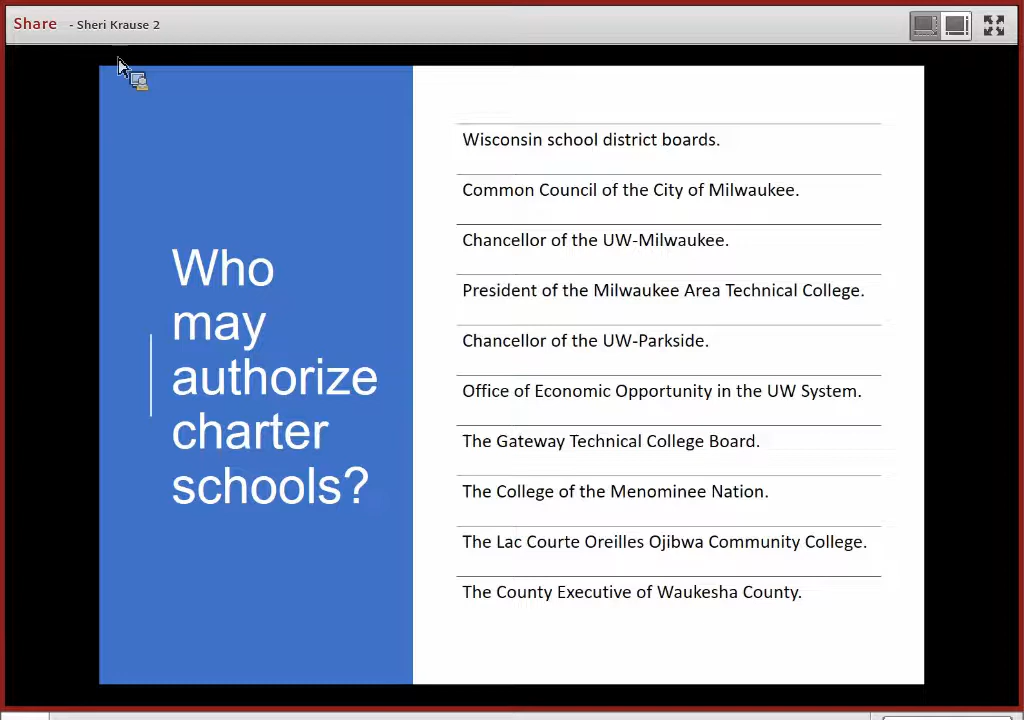 Share - Sheri Krause 2
Who
may
authorize
charter
schools?
Wisconsin school district boards.
Common Council of the City of Milwaukee.
Chancellor of the UW-Milwaukee.
President of the Milwaukee Area Technical College.
Chancellor of the UW-Parkside.
Office of Economic Opportunity in the UW System.
The Gateway Technical College Board.
The College of the Menominee Nation.
The Lac Courte Oreilles Ojibwa Community College.
The County Executive of Waukesha County.